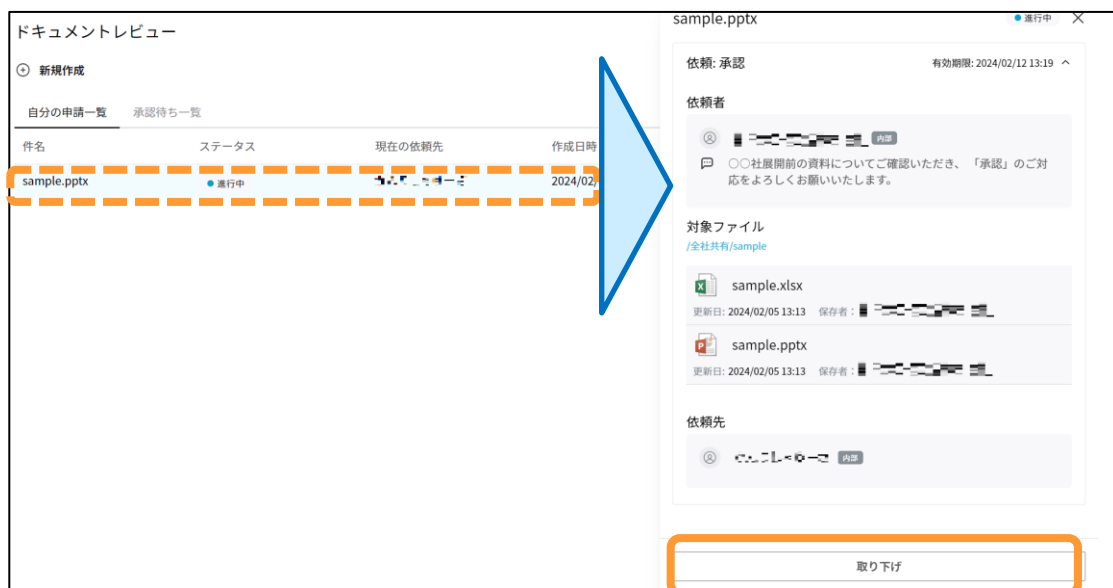 ドキュメントレビュー
新規作成
自分の申請一覧 承認待ち一覧
件名 ステータス 現在の依頼先 作成日時
sample.pptx 進行中 2024/02/
sample.pptx 進行中
依頼: 承認 有効期限: 2024/02/12 13:19
依頼者
内部
○○社展開前の資料についてご確認いただき、「承認」のご対
応をよろしくお願いいたします。
対象ファイル
/全社共有/sample
sample.xlsx
更新日: 2024/02/05 13:13 保存者:
sample.pptx
更新日: 2024/02/05 13:13 保存者:
依頼先
内部
取り下げ